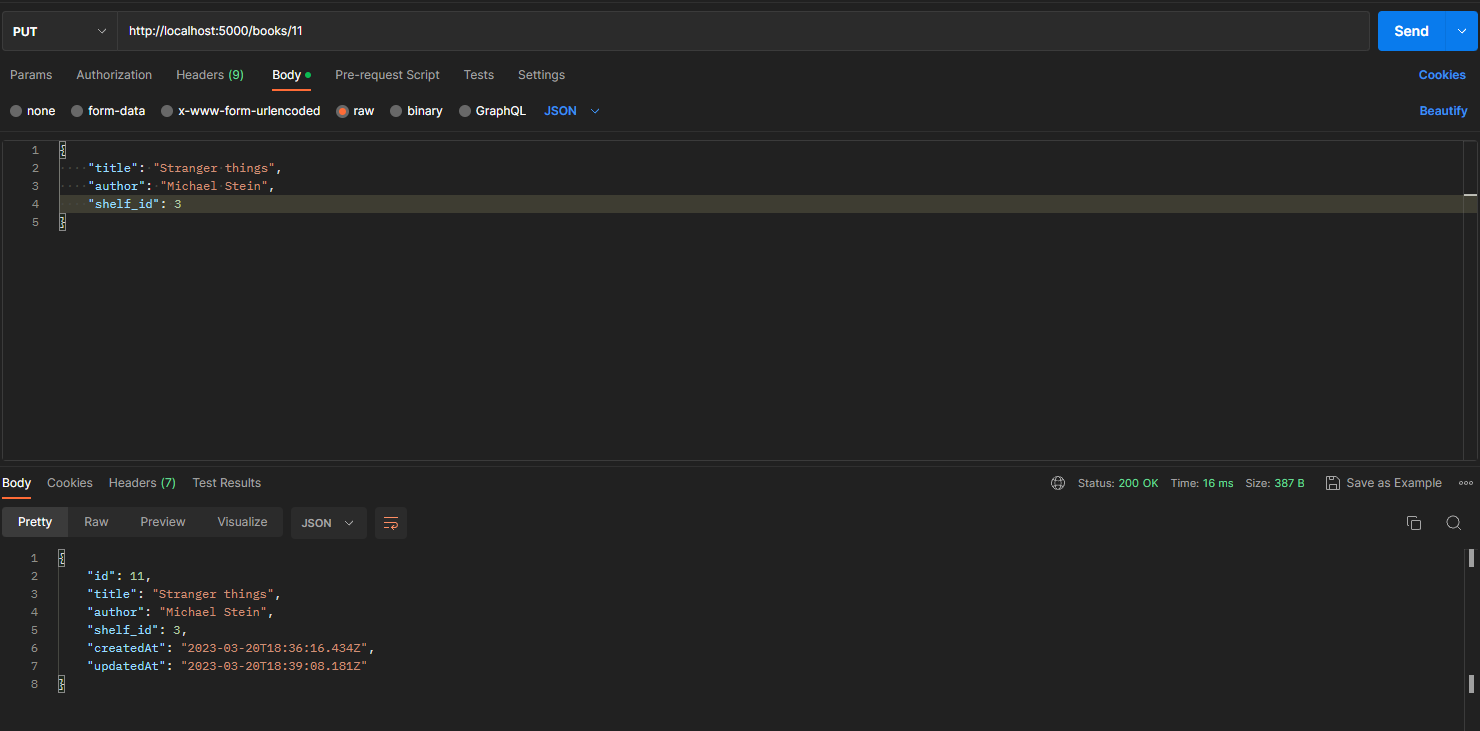 PUT http://localhost:5000/books/11 Send
Params Authorization Headers (9) Body Pre-request Script Tests Settings Cookies
none form-data x-www-form-urlencoded raw binary GraphQL JSON Beautify
1 {
2 "title": "Stranger things",
3 "author": "Michael Stein",
4 "shelf_id": 3
5 }
Body Cookies Headers (7) Test Results Status: 200 OK Time: 16 ms Size: 387 B Save as Example
Pretty Raw Preview Visualize JSON
1 {
2 "id": 11,
3 "title": "Stranger things",
4 "author": "Michael Stein",
5 "shelf_id": 3,
6 "createdAt": "2023-03-20T18:36:16.434Z",
7 "updatedAt": "2023-03-20T18:39:08.181Z"
8 }